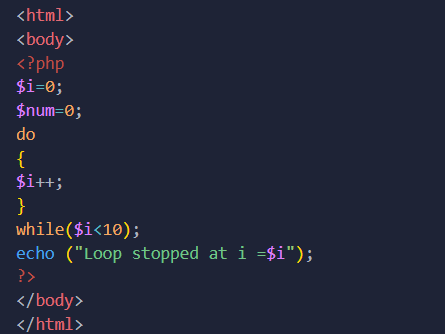 <html>
<body>
<?php
$i=0;
$num=0;
do
{
$i++;
}
while($i<10);
echo ("Loop stopped at i =$i");
?>
</body>
</html>